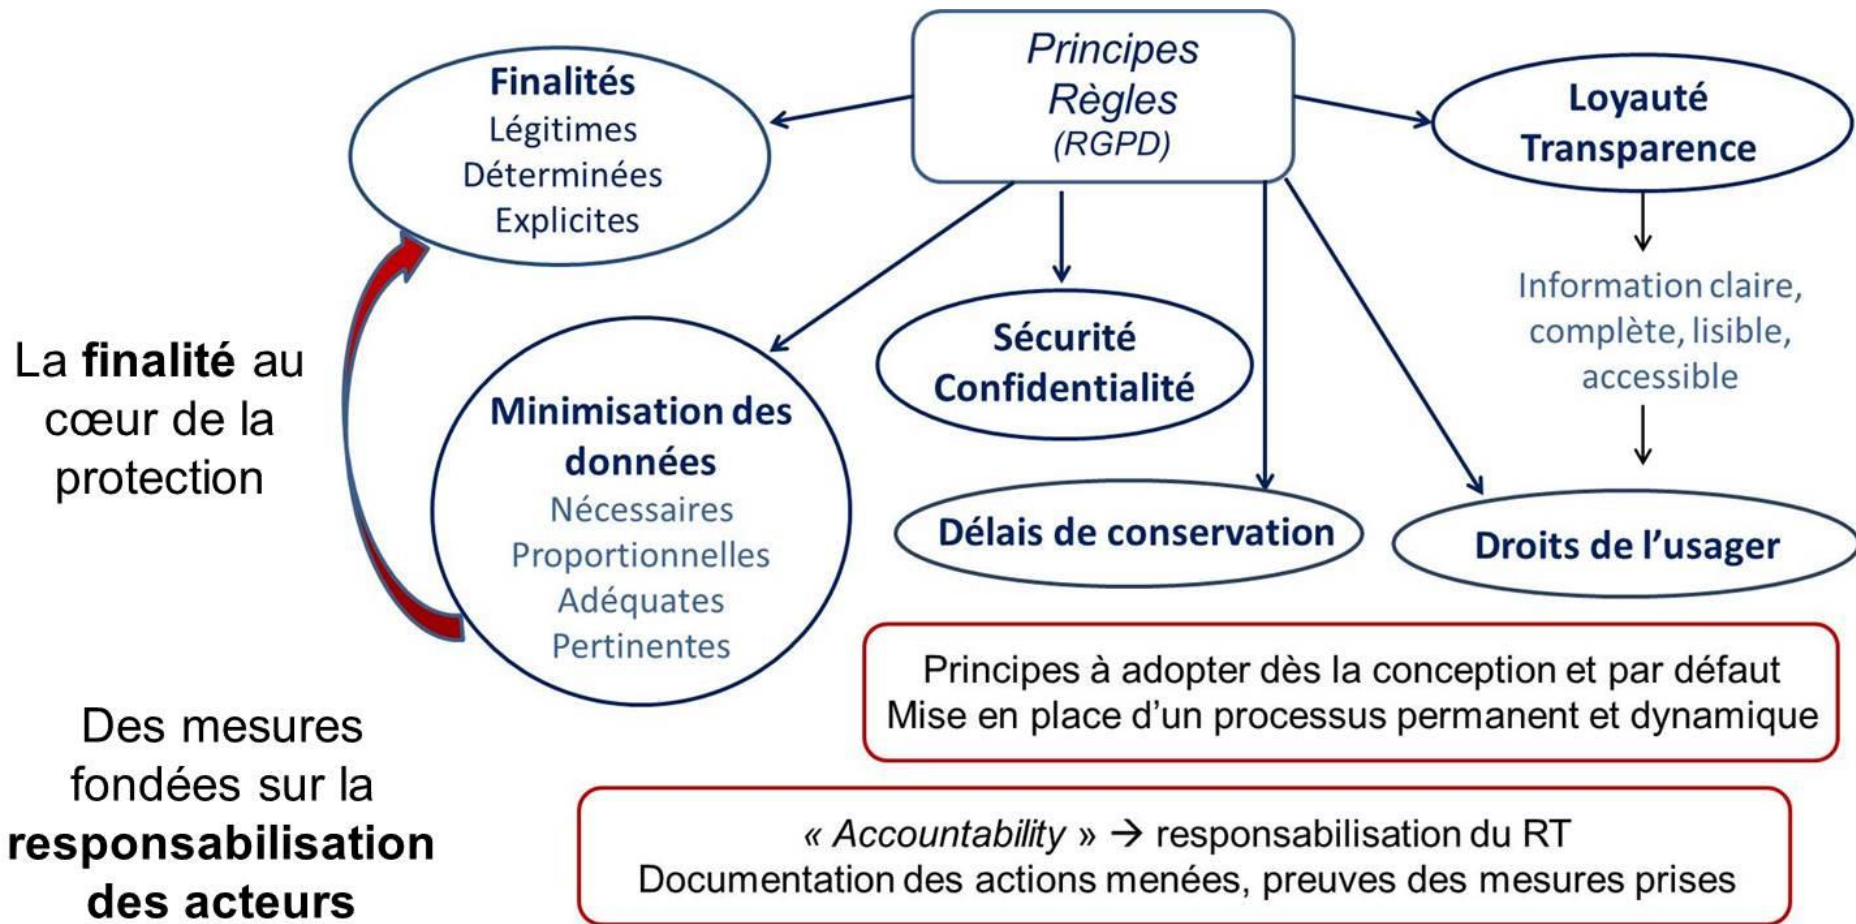 Principes
Règles
(RGPD)
Finalités
Légitimes
Déterminées
Explicites
Loyauté
Transparence
Information claire,
complète, lisible,
accessible
La finalité au
cœur de la
protection
Minimisation des
données
Nécessaires
Proportionnelles
Adéquates
Pertinentes
Sécurité
Confidentialité
Délais de conservation
Droits de l’usager
Des mesures
fondées sur la
responsabilisation
des acteurs
Principes à adopter dès la conception et par défaut
Mise en place d’un processus permanent et dynamique
« Accountability » → responsabilisation du RT
Documentation des actions menées, preuves des mesures prises